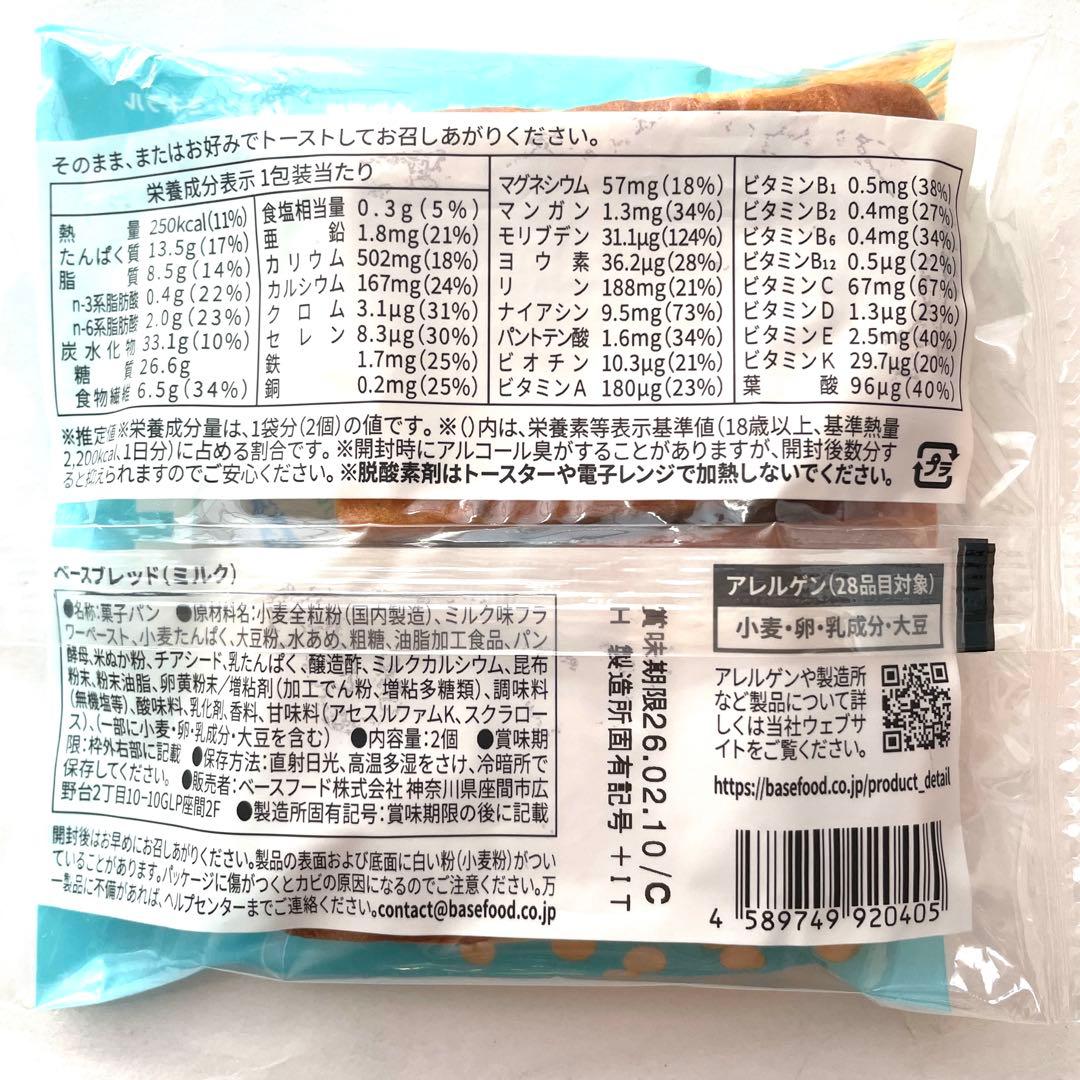 そのまま、またはお好みでトーストしてお召しあがりください。
栄養成分表示 1包装当たり
熱量 250kcal(11%)
たんぱく質 13.5g(17%)
脂質 8.5g(14%)
n-3系脂肪酸 0.4g(22%)
n-6系脂肪酸 2.0g(23%)
炭水化物 33.1g(10%)
糖質 26.6g
食物繊維 6.5g(34%)
食塩相当量 0.3g(5%)
亜鉛 1.8mg(21%)
カリウム 502mg(18%)
カルシウム 167mg(24%)
クロム 3.1µg(31%)
セレン 8.3µg(30%)
鉄 1.7mg(25%)
銅 0.2mg(25%)
マグネシウム 57mg(18%)
マンガン 1.3mg(34%)
モリブデン 31.1µg(124%)
ヨウ素 36.2µg(28%)
リン 188mg(21%)
ナイアシン 9.5mg(73%)
パントテン酸 1.6mg(34%)
ビオチン 10.3µg(21%)
ビタミンA 180µg(23%)
ビタミンB1 0.5mg(38%)
ビタミンB2 0.4mg(27%)
ビタミンB6 0.4mg(34%)
ビタミンB12 0.5µg(22%)
ビタミンC 67mg(67%)
ビタミンD 1.3µg(23%)
ビタミンE 2.5mg(40%)
ビタミンK 29.7µg(20%)
葉酸 96µg(40%)
※推定値※栄養成分量は、1袋分(2個)の値です。※()内は、栄養素等表示基準値(18歳以上、基準熱量
2,200kcal、1日分)に占める割合です。※開封時にアルコール臭がすることがありますが、開封後数分す
ると抑えられますのでご安心ください。※脱酸素剤はトースターや電子レンジで加熱しないでください。
プラ
ベースブレッド(ミルク)
●名称:菓子パン ●原材料名:小麦全粒粉(国内製造)、ミルク味フラ
ワーペースト、小麦たんぱく、大豆粉、水あめ、粗糖、油脂加工食品、パン
酵母、米ぬか粉、チアシード、乳たんぱく、醸造酢、ミルクカルシウム、昆布
粉末、粉末油脂、卵黄粉末/増粘剤(加工でん粉、増粘多糖類)、調味料
(無機塩等)、酸味料、乳化剤、香料、甘味料(アセスルファムK、スクラロー
ス)、(一部に小麦・卵・乳成分・大豆を含む) ●内容量:2個 ●賞味期
限:枠外右部に記載 ●保存方法:直射日光、高温多湿をさけ、冷暗所で
保存してください。 ●販売者:ベースフード株式会社 神奈川県座間市広
野台2丁目10-10GLP座間2F ●製造所固有記号:賞味期限の後に記載
開封後はお早めにお召しあがりください。製品の表面および底面に白い粉(小麦粉)がつい
ていることがあります。パッケージに傷がつくとカビの原因になるのでご注意ください。万
一製品に不備があれば、ヘルプセンターまでご連絡ください。contact@basefood.co.jp
賞味期限26.02.10/C
H 製造所固有記号 +IT
アレルゲン(28品目対象)
小麦・卵・乳成分・大豆
アレルゲンや製造所
など製品について詳
しくは当社ウェブサ
イトをご覧ください。
https://basefood.co.jp/product_detail
4 589749 920405